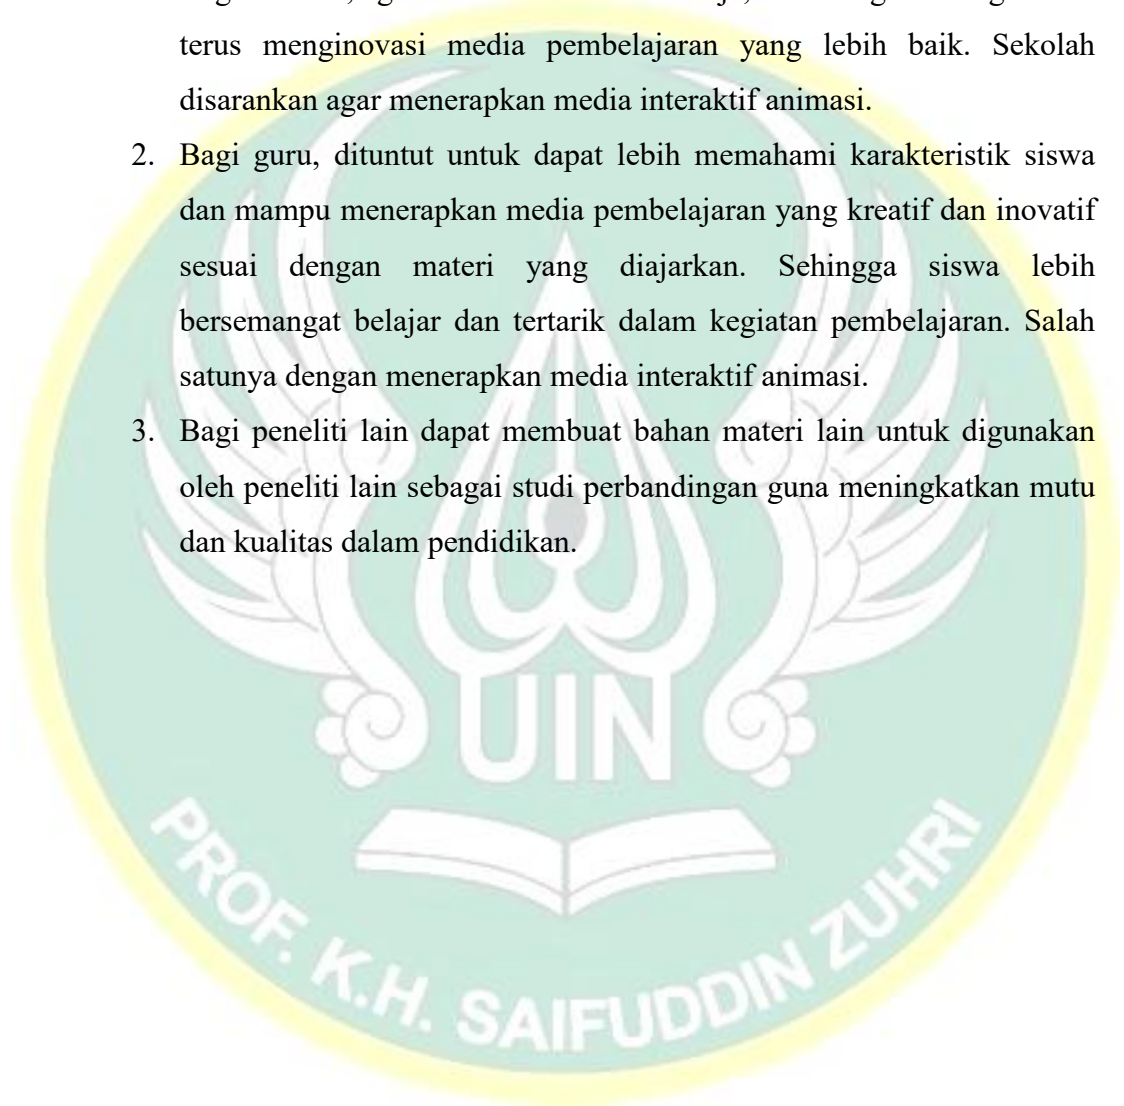 terus menginovasi media pembelajaran yang lebih baik. Sekolah
disarankan agar menerapkan media interaktif animasi.
2. Bagi guru, dituntut untuk dapat lebih memahami karakteristik siswa
dan mampu menerapkan media pembelajaran yang kreatif dan inovatif
sesuai dengan materi yang diajarkan. Sehingga siswa lebih
bersemangat belajar dan tertarik dalam kegiatan pembelajaran. Salah
satunya dengan menerapkan media interaktif animasi.
3. Bagi peneliti lain dapat membuat bahan materi lain untuk digunakan
oleh peneliti lain sebagai studi perbandingan guna meningkatkan mutu
dan kualitas dalam pendidikan.
UIN
PROF. K.H. SAIFUDDIN ZUHRI